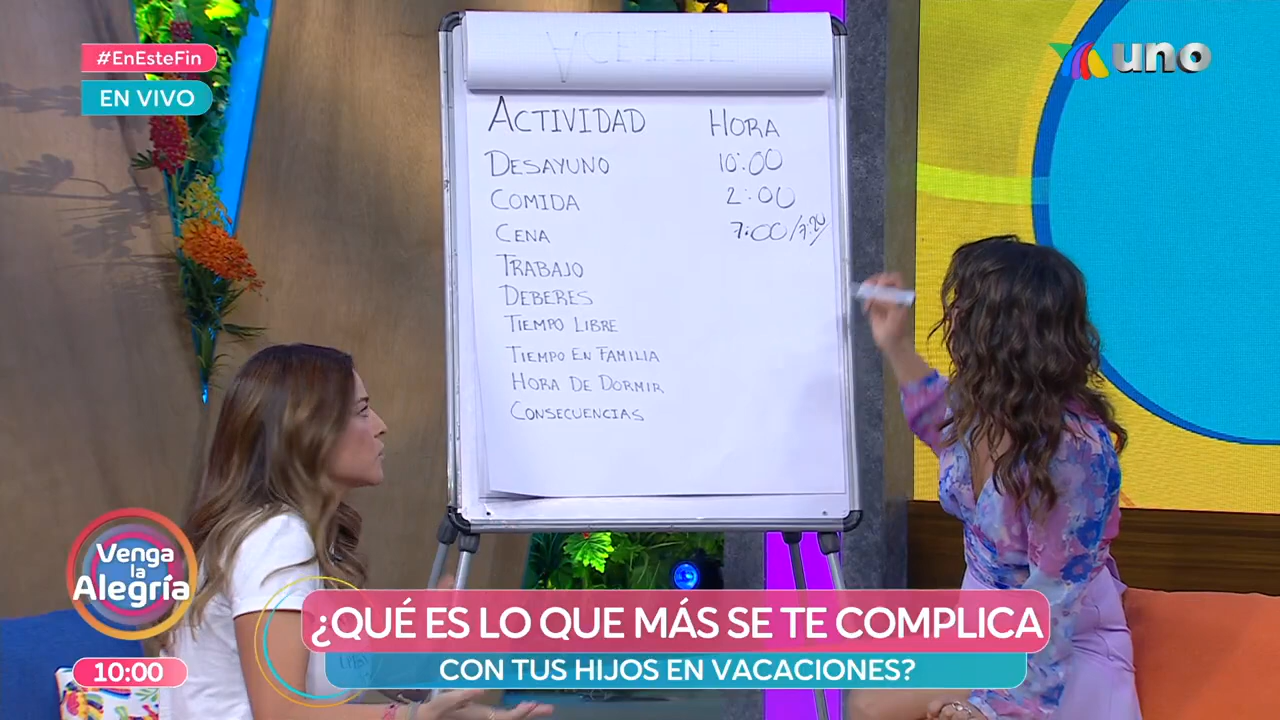 #EnEsteFin
EN VIVO
uno
ACTIVIDAD HORA
DESAYUNO 10:00
COMIDA 2:00
CENA 7:00/7:20
TRABAJO
DEBERES
TIEMPO LIBRE
TIEMPO EN FAMILIA
HORA DE DORMIR
CONSECUENCIAS
Venga
la
Alegría
¿QUÉ ES LO QUE MÁS SE TE COMPLICA
CON TUS HIJOS EN VACACIONES?
10:00